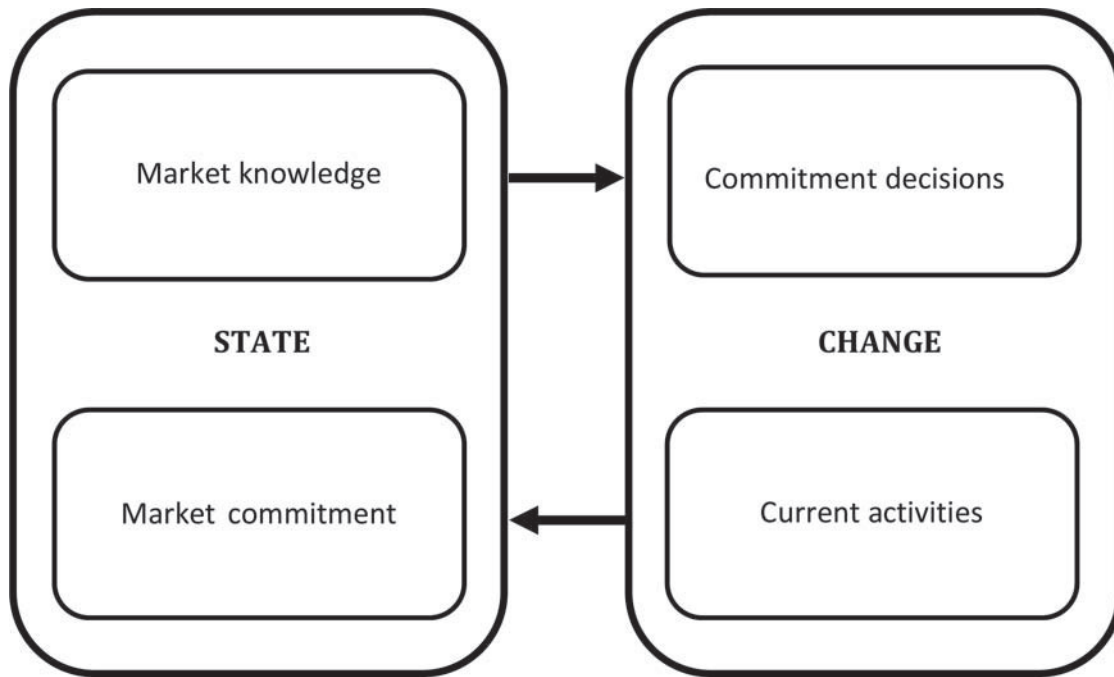 Market knowledge
Commitment decisions
STATE
CHANGE
Market commitment
Current activities